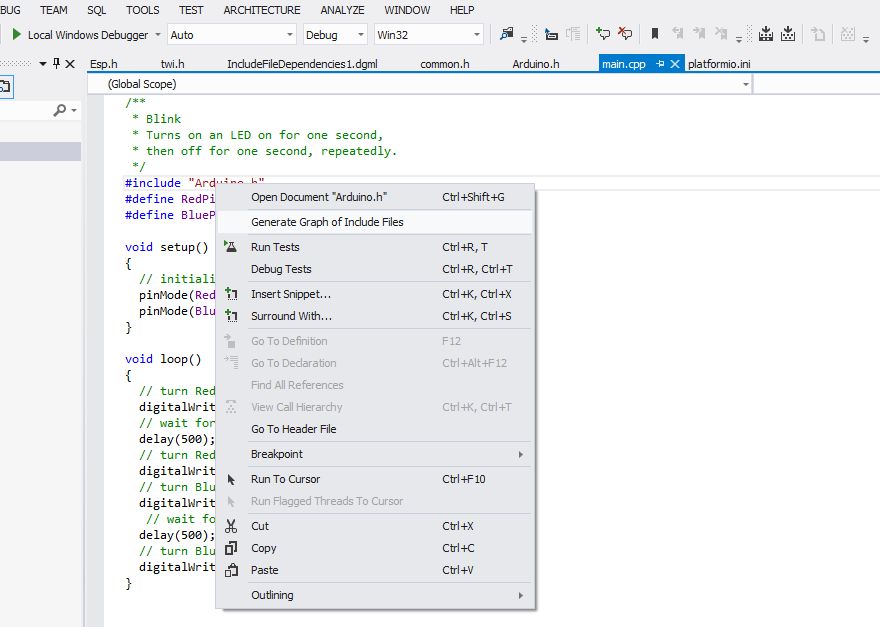 BUG TEAM SQL TOOLS TEST ARCHITECTURE ANALYZE WINDOW HELP
Local Windows Debugger Auto Debug Win32
Esp.h twi.h IncludeFileDependencies1.dgml common.h Arduino.h main.cpp platformio.ini
(Global Scope)
/**
* Blink
* Turns on an LED on for one second,
* then off for one second, repeatedly.
*/
#include "Arduino.h"
#define RedPi
#define BlueP
void setup()
{
// initiali
pinMode(Red
pinMode(Blu
}
void loop()
{
// turn Red
digitalWrit
// wait for
delay(500);
// turn Red
digitalWrit
// turn Blu
digitalWrit
// wait fo
delay(500);
// turn Blu
digitalWrit
}
Open Document "Arduino.h" Ctrl+Shift+G
Generate Graph of Include Files
Run Tests Ctrl+R, T
Debug Tests Ctrl+R, Ctrl+T
Insert Snippet... Ctrl+K, Ctrl+X
Surround With... Ctrl+K, Ctrl+S
Go To Definition F12
Go To Declaration Ctrl+Alt+F12
Find All References
View Call Hierarchy Ctrl+K, Ctrl+T
Go To Header File
Breakpoint
Run To Cursor Ctrl+F10
Run Flagged Threads To Cursor
Cut Ctrl+X
Copy Ctrl+C
Paste Ctrl+V
Outlining